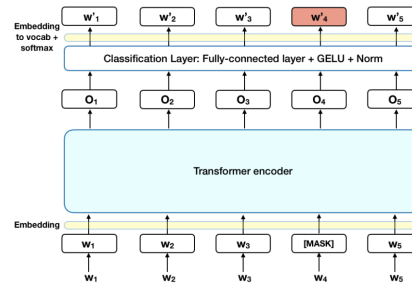 w'1 w'2 w'3 w'4 w'5
Embedding
to vocab +
softmax
Classification Layer: Fully-connected layer + GELU + Norm
O1 O2 O3 O4 O5
Transformer encoder
Embedding
w1 w2 w3 [MASK] w5
w1 w2 w3 w4 w5